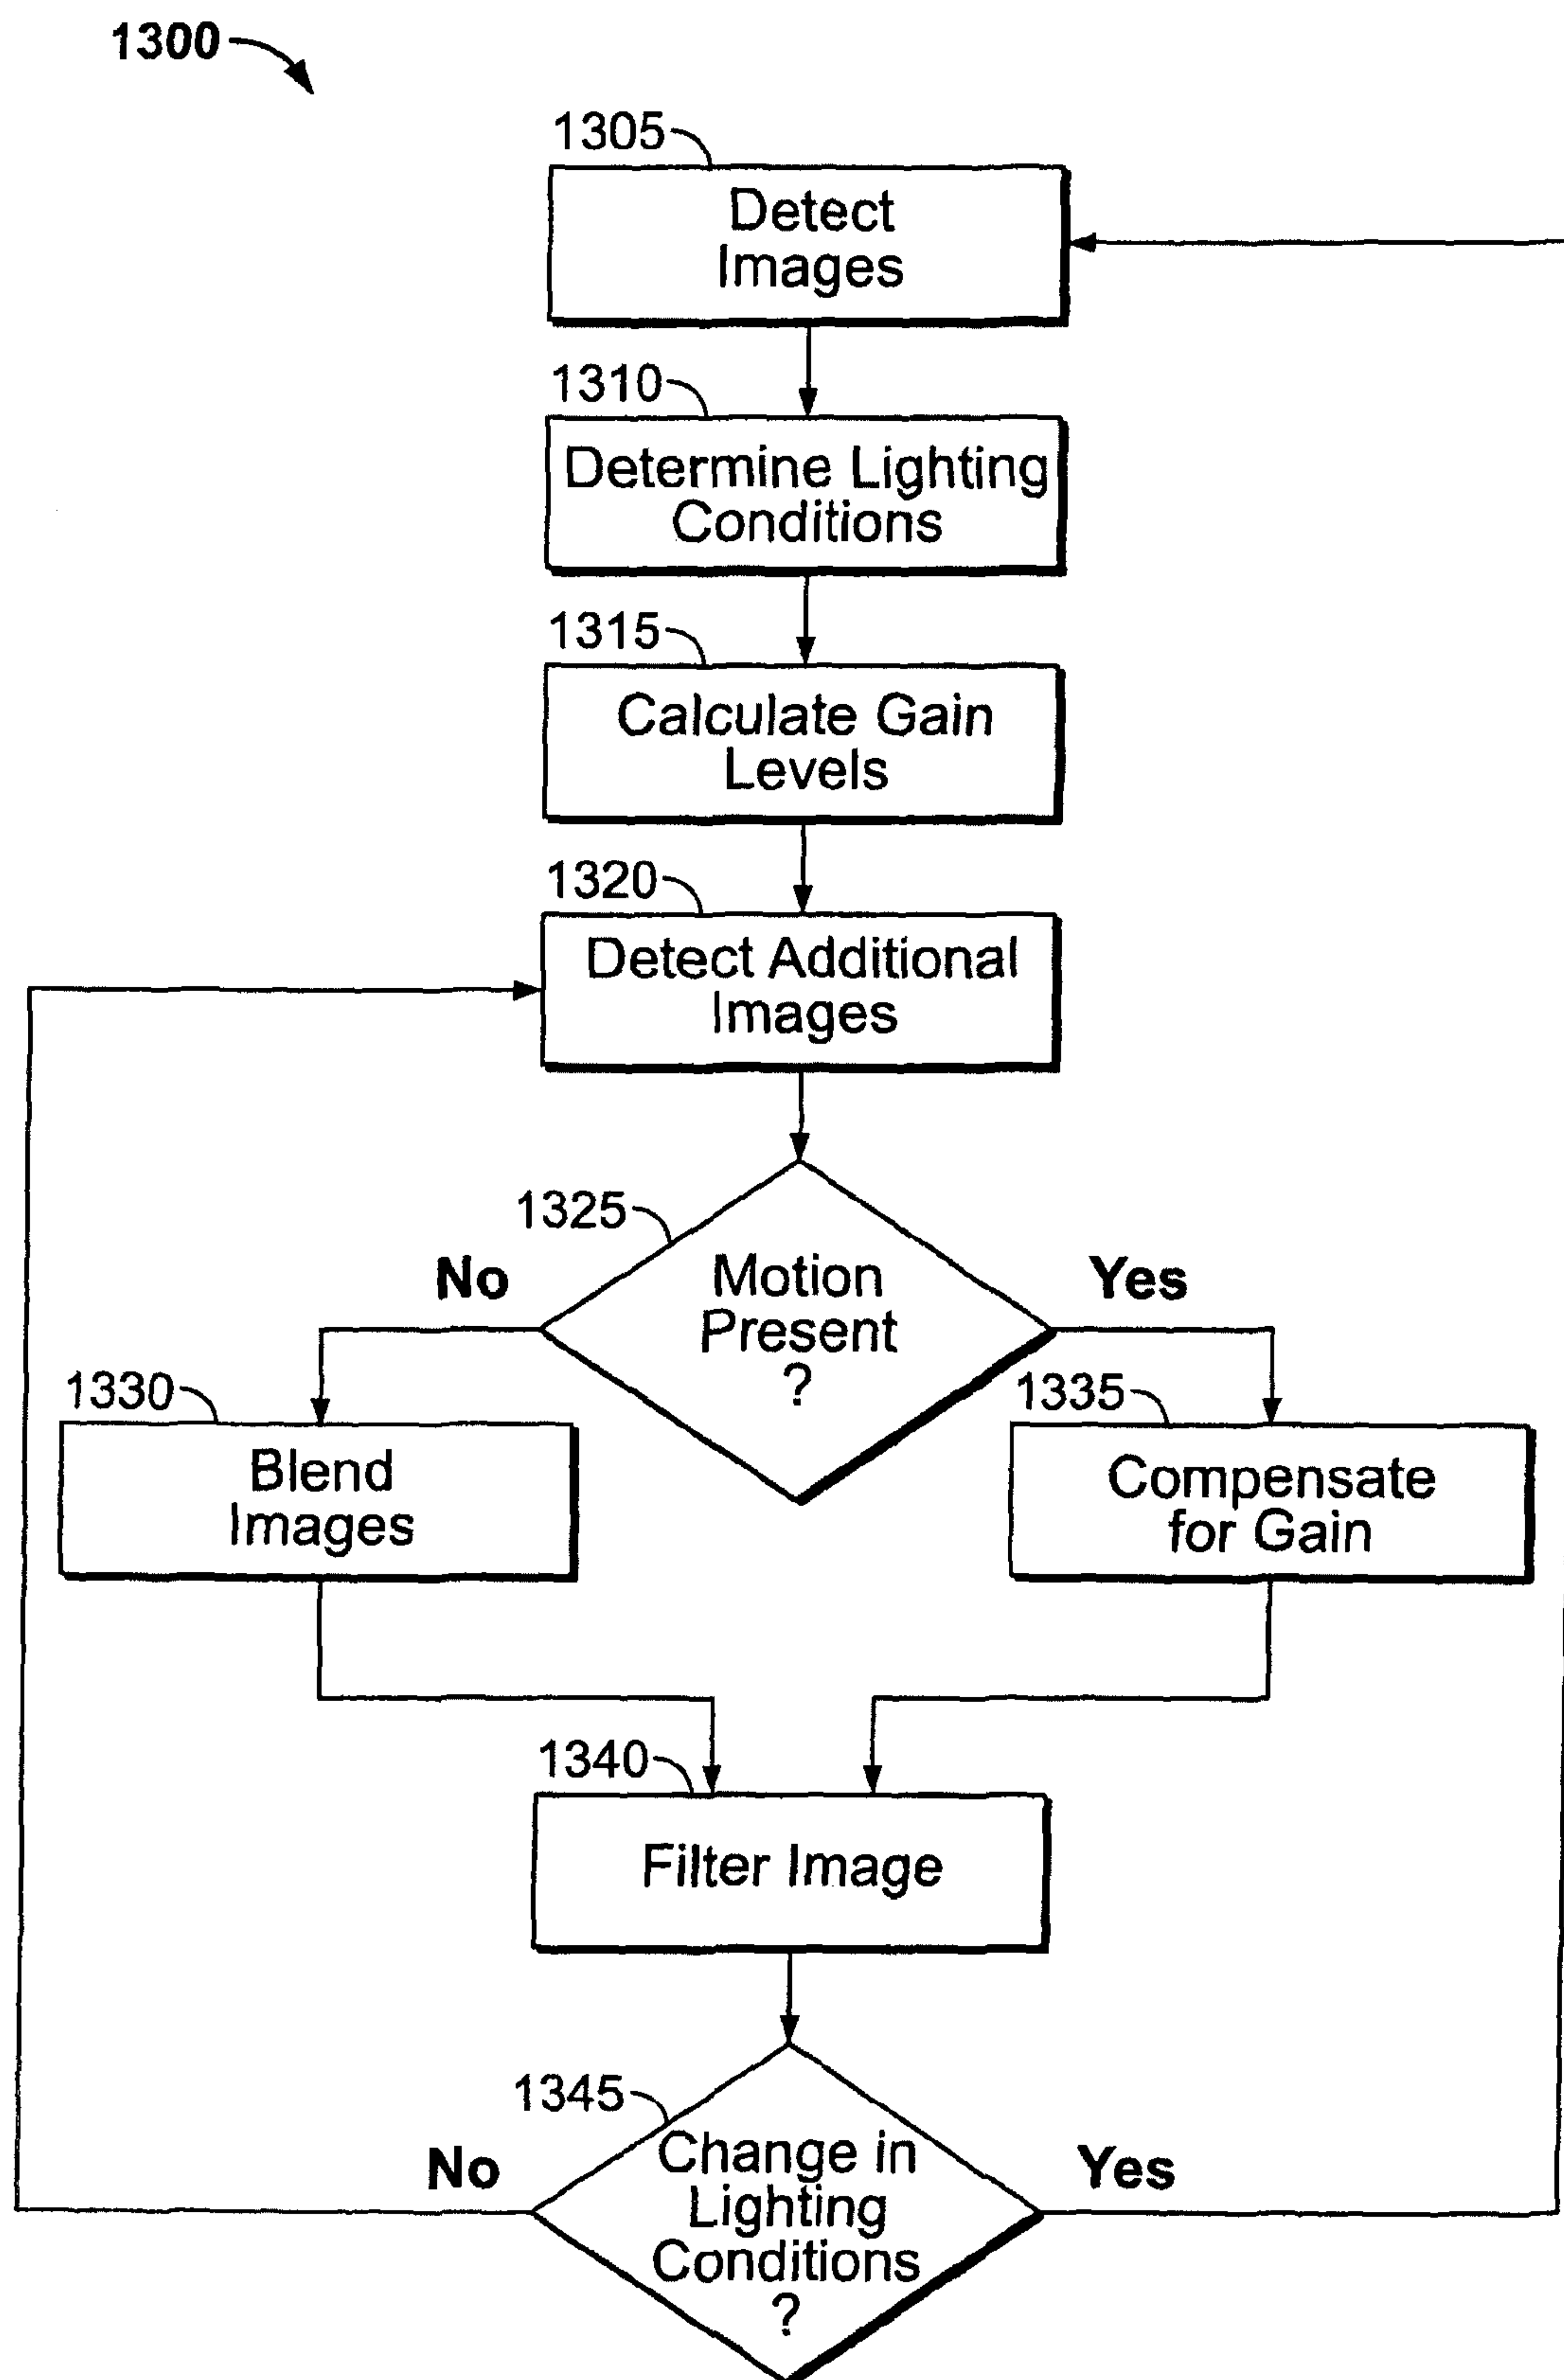 1300
1305
Detect
Images
1310
Determine Lighting
Conditions
1315
Calculate Gain
Levels
1320
Detect Additional
Images
1325
No
Motion
Present
?
Yes
1330
Blend
Images
1335
Compensate
for Gain
1340
Filter Image
1345
No
Change in
Lighting
Conditions
?
Yes